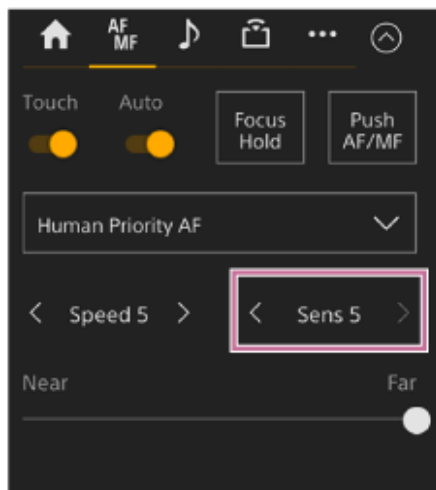 AF
MF
Touch Auto
Focus
Hold
Push
AF/MF
Human Priority AF
Speed 5
Sens 5
Near Far